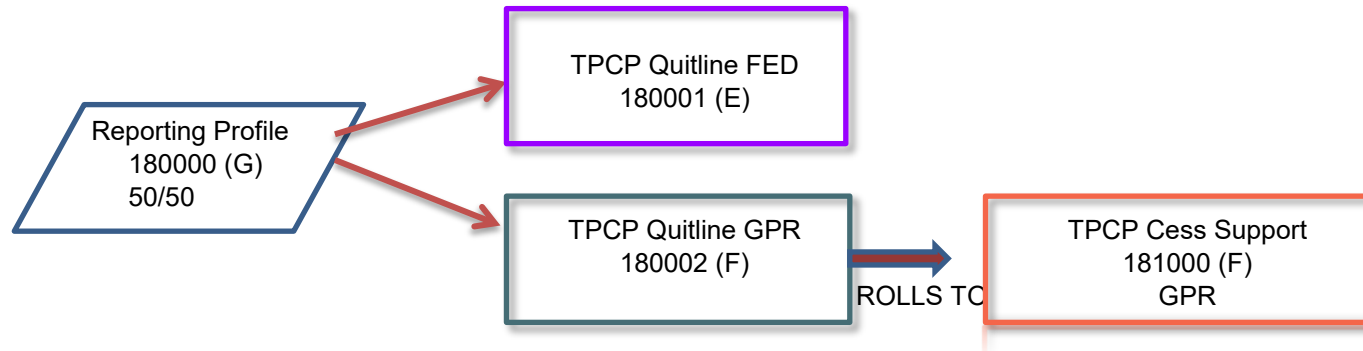 Reporting Profile
180000 (G)
50/50
TPCP Quitline FED
180001 (E)
TPCP Quitline GPR
180002 (F)
ROLLS TO
TPCP Cess Support
181000 (F)
GPR